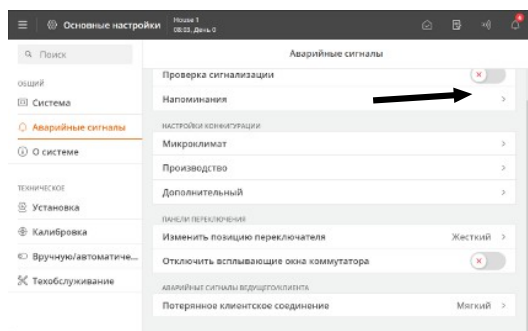 Основные настройки
House 1
08:03, День 0
Поиск
Аварийные сигналы
Проверка сигнализации
ОБЩИЙ
Система
Напоминания
Аварийные сигналы
НАСТРОЙКИ КОНФИГУРАЦИИ
О системе
Микроклимат
Производство
ТЕХНИЧЕСКОЕ
Дополнительный
Установка
ПАНЕЛИ ПЕРЕКЛЮЧЕНИЯ
Калибровка
Изменить позицию переключателя Жесткий
Вручную/автоматиче...
Отключить всплывающие окна коммутатора
Техобслуживание
АВАРИЙНЫЕ СИГНАЛЫ ВЕДУЩЕГО/КЛИЕНТА
Потерянное клиентское соединение Мягкий